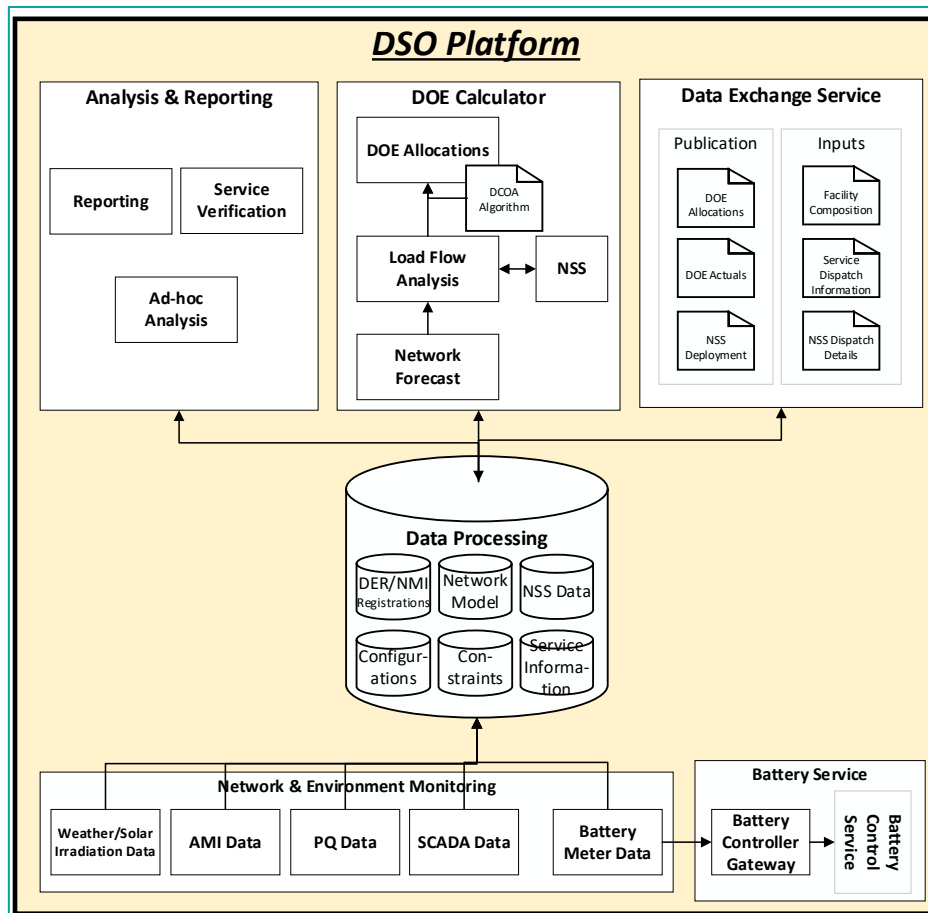 DSO Platform
Analysis & Reporting
Reporting
Service
Verification
Ad-hoc
Analysis
DOE Calculator
DOE Allocations
DCOA
Algorithm
Load Flow
Analysis
NSS
Network
Forecast
Data Exchange Service
Publication
DOE
Allocations
DOE Actuals
NSS
Deployment
Inputs
Facility
Composition
Service
Dispatch
Information
NSS Dispatch
Details
Data Processing
DER/NMI
Registrations
Network
Model
NSS Data
Configur-
ations
Con-
straints
Service
Informa-
tion
Network & Environment Monitoring
Weather/Solar
Irradiation Data
AMI Data
PQ Data
SCADA Data
Battery
Meter Data
Battery Service
Battery
Controller
Gateway
Battery
Control
Service